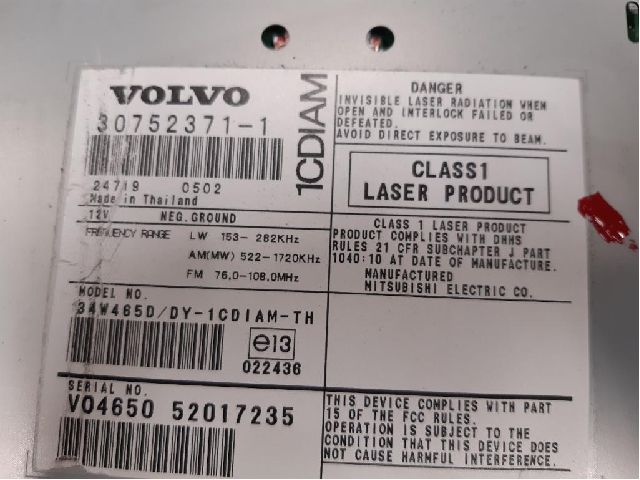 VOLVO
30752371-1
1CDIAM
24719 0502
Made in Thailand
12V NEG.GROUND
FREQUENCY RANGE LW 153-282KHz
AM(MW) 522-1720KHz
FM 76.0-108.0MHz
MODEL NO.
34W465D/DY-1CDIAM-TH
e13
022436
SERIAL NO.
V04650 52017235
DANGER
INVISIBLE LASER RADIATION WHEN
OPEN AND INTERLOCK FAILED OR
DEFEATED.
AVOID DIRECT EXPOSURE TO BEAM.
CLASS1
LASER PRODUCT
CLASS 1 LASER PRODUCT
PRODUCT COMPLIES WITH DHHS
RULES 21 CFR SUBCHAPTER J PART
1040:10 AT DATE OF MANUFACTURE.
MANUFACTURED
MITSUBISHI ELECTRIC CO.
THIS DEVICE COMPLIES WITH PART
15 OF THE FCC RULES.
OPERATION IS SUBJECT TO THE
CONDITION THAT THIS DEVICE DOES
NOT CAUSE HARMFUL INTERFERENCE.